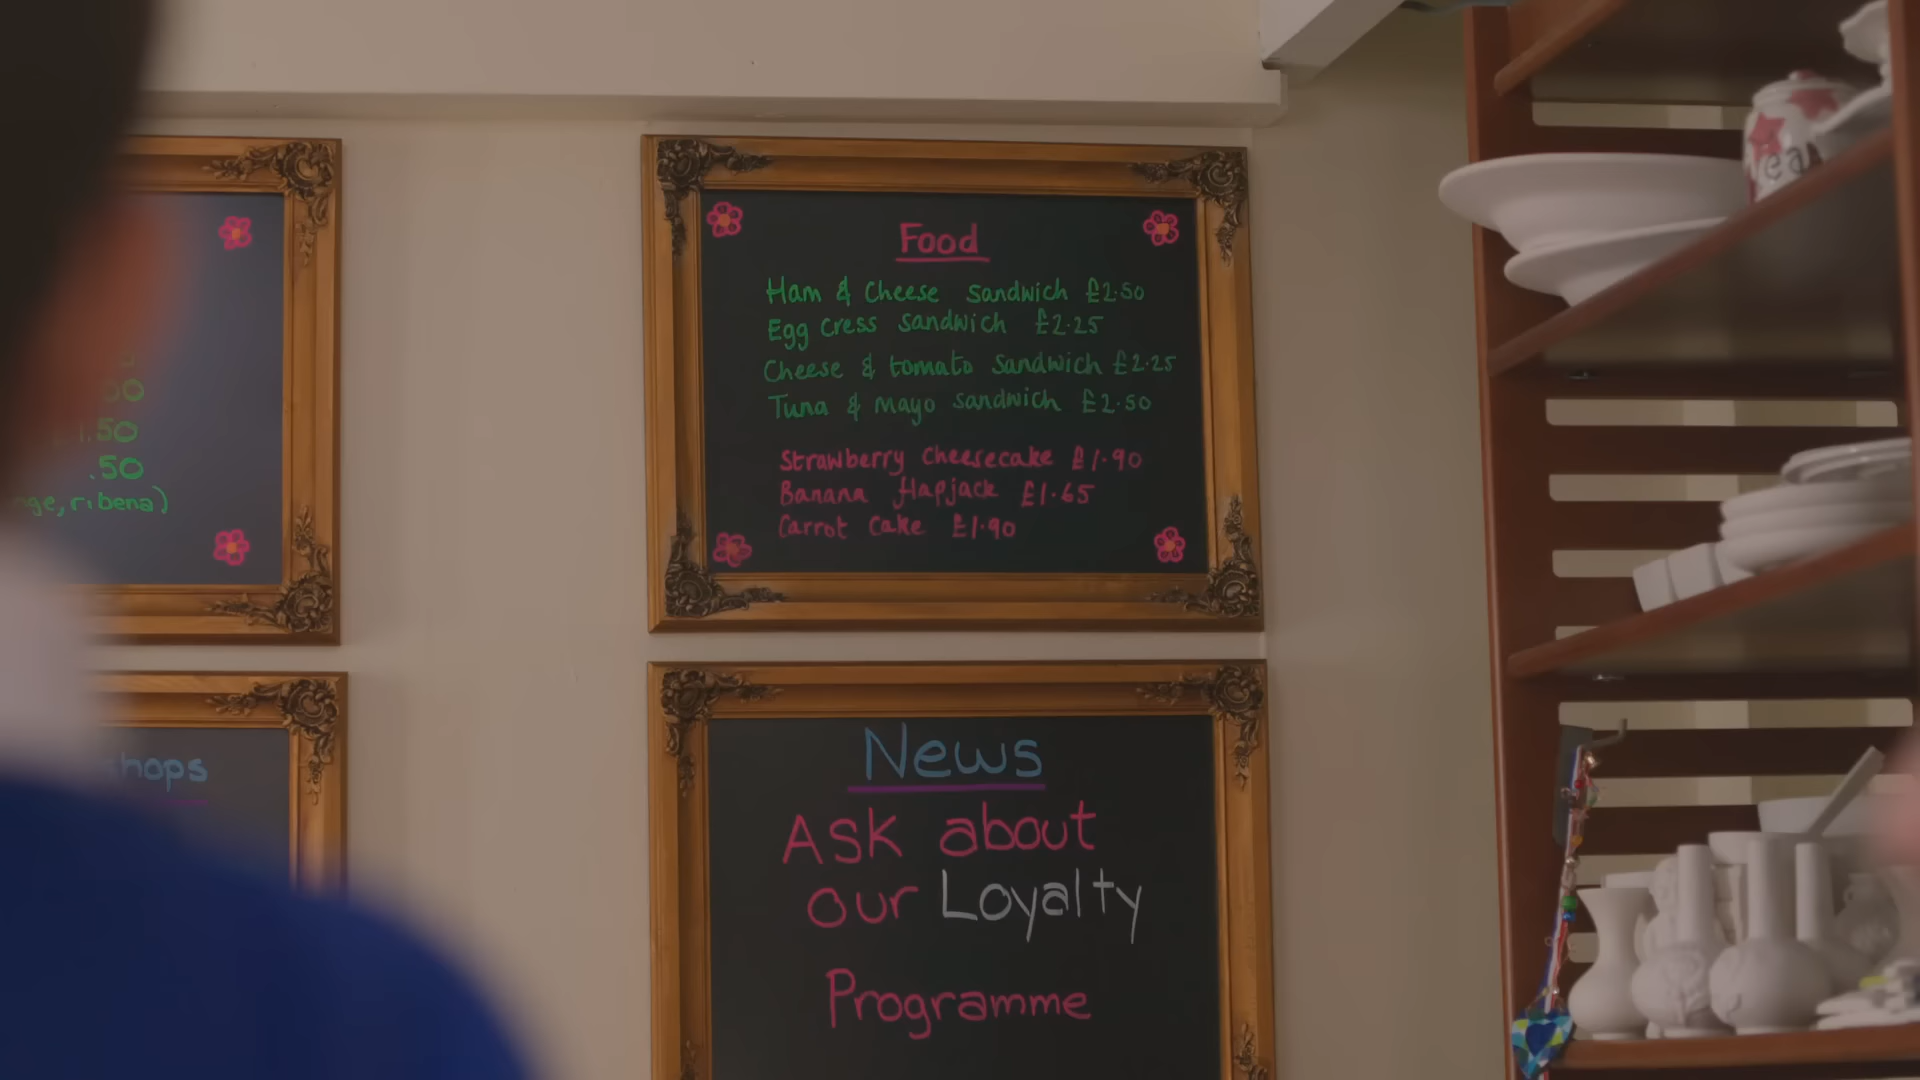 .50
.50
ribena)
hops
Food
Ham & Cheese sandwich £2.50
Egg cress sandwich £2.25
Cheese & tomato sandwich £2.25
Tuna & mayo sandwich £2.50
Strawberry cheesecake £1.90
Banana flapjack £1.65
Carrot cake £1.90
News
Ask about
our Loyalty
Programme